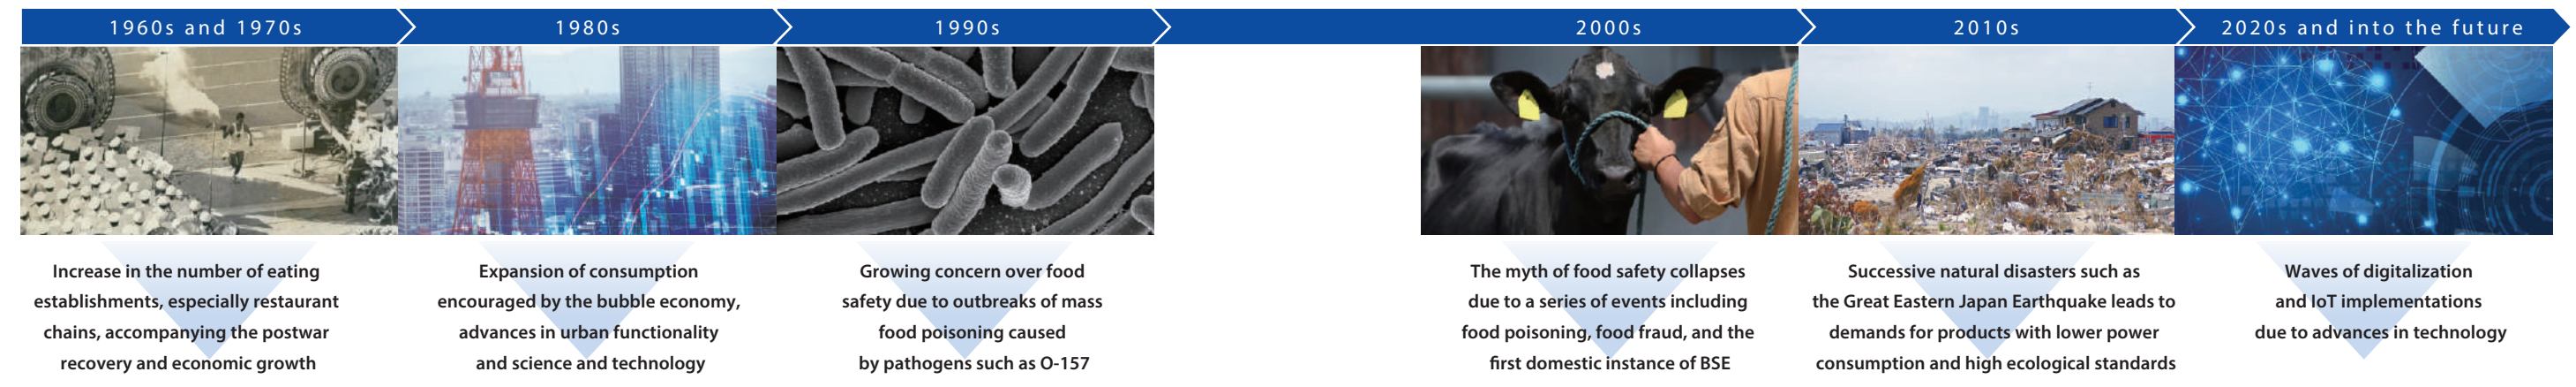 1960s and 1970s
1980s
1990s
2000s
2010s
2020s and into the future
Increase in the number of eating
establishments, especially restaurant
chains, accompanying the postwar
recovery and economic growth
Expansion of consumption
encouraged by the bubble economy,
advances in urban functionality
and science and technology
Growing concern over food
safety due to outbreaks of mass
food poisoning caused
by pathogens such as O-157
The myth of food safety collapses
due to a series of events including
food poisoning, food fraud, and the
first domestic instance of BSE
Successive natural disasters such as
the Great Eastern Japan Earthquake leads to
demands for products with lower power
consumption and high ecological standards
Waves of digitalization
and IoT implementations
due to advances in technology